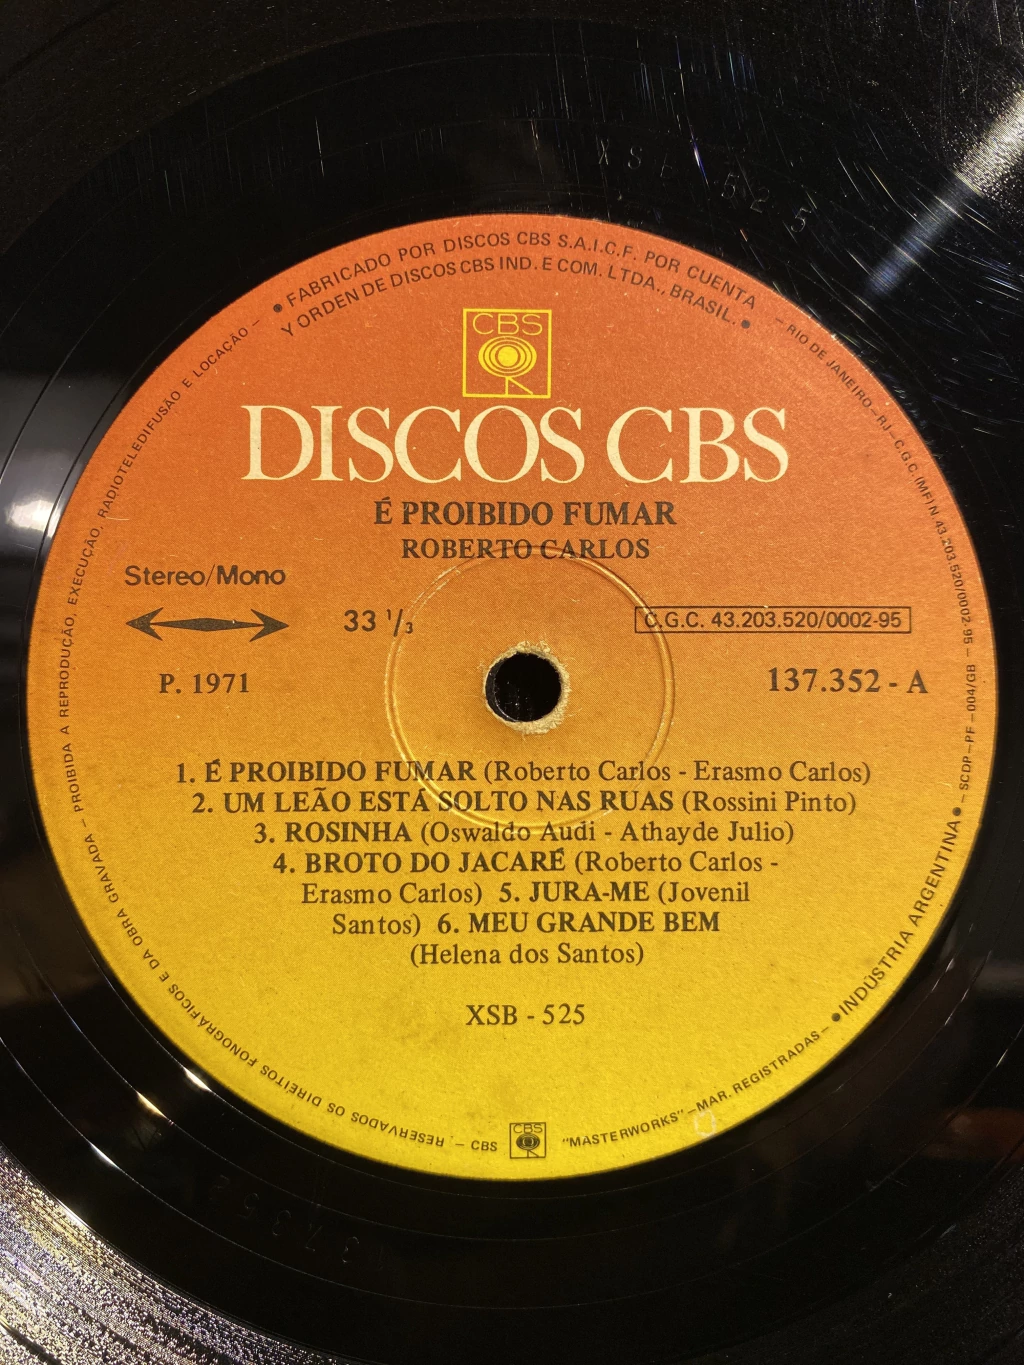 XSB 525
● FABRICADO POR DISCOS CBS S.A.I.C.F. POR CUENTA
Y ORDEN DE DISCOS CBS IND. E COM. LTDA., BRASIL. ●
CBS
DISCOS CBS
É PROIBIDO FUMAR
ROBERTO CARLOS
Stereo/Mono
33 1/3
C.G.C. 43.203.520/0002-95
P. 1971
137.352 - A
1. É PROIBIDO FUMAR (Roberto Carlos - Erasmo Carlos)
2. UM LEÃO ESTÁ SOLTO NAS RUAS (Rossini Pinto)
3. ROSINHA (Oswaldo Audi - Athayde Julio)
4. BROTO DO JACARÉ (Roberto Carlos -
Erasmo Carlos) 5. JURA-ME (Jovenil
Santos) 6. MEU GRANDE BEM
(Helena dos Santos)
XSB - 525
RESERVADOS OS DIREITOS FONOGRÁFICOS E DA OBRA GRAVADA - PROIBIDA A REPRODUÇÃO, EXECUÇÃO, RADIOTELEDIFUSÃO E LOCAÇÃO -
- RIO DE JANEIRO - RJ - C.G.C. (MF) N. 43.203.520/0002-95 - SCDP - PF - 004/GB
● INDÚSTRIA ARGENTINA ●
- CBS CBS "MASTERWORKS" - MAR. REGISTRADAS -